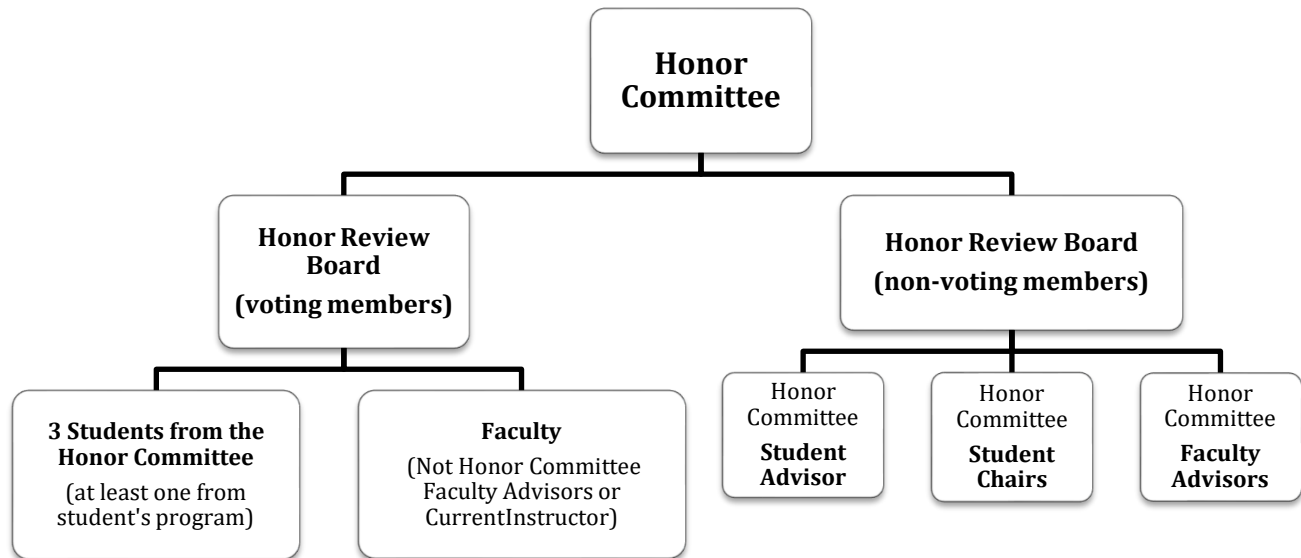 Honor
Committee
Honor Review
Board
(voting members)
Honor Review Board
(non-voting members)
3 Students from the
Honor Committee
(at least one from
student's program)
Faculty
(Not Honor Committee
Faculty Advisors or
CurrentInstructor)
Honor
Committee
Student
Advisor
Honor
Committee
Student
Chairs
Honor
Committee
Faculty
Advisors